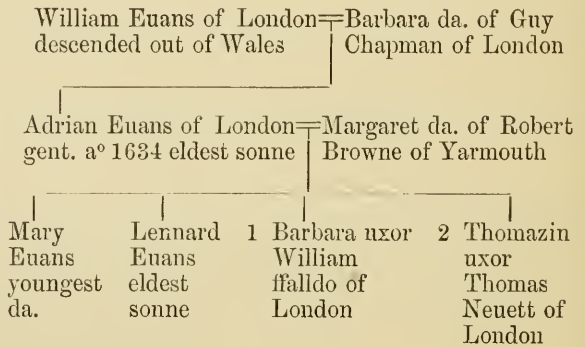 William Euans of London Barbara da. of Guy
descended out of Wales Chapman of London
Adrian Euans of London Margaret da. of Robert
gent. aº 1634 eldest sonne Browne of Yarmouth
Mary
Euans
youngest
da.
Lennard
Euans
eldest
sonne
1 Barbara uxor
William
ffalldo of
London
2 Thomazin
uxor
Thomas
Neuett of
London